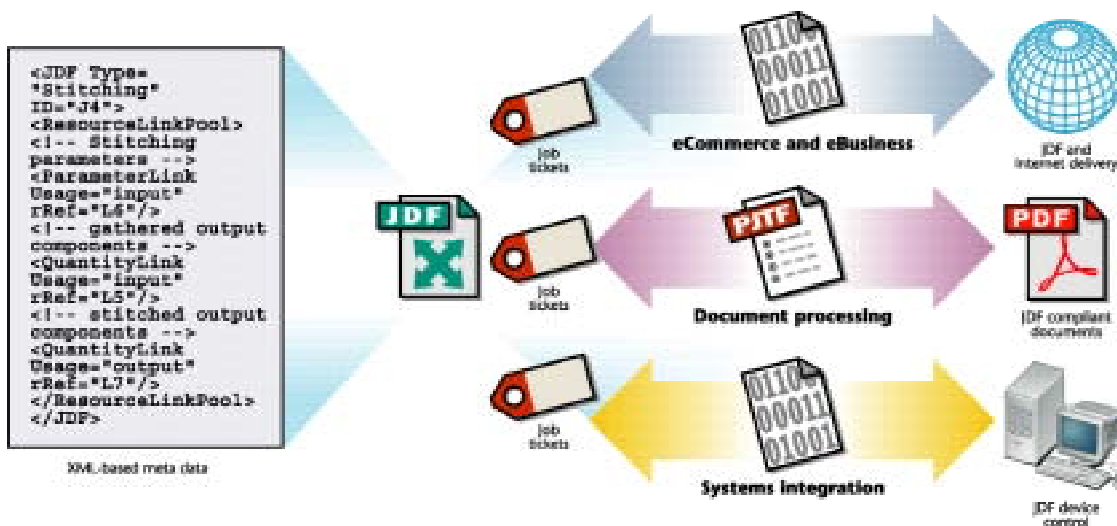 <JDF Type=
"Stitching"
ID="J4">
<ResourceLinkPool>
<!-- Stitching
parameters -->
<ParameterLink
Usage="input"
rRef="L6"/>
<!-- gathered output
components -->
<QuantityLink
Usage="input"
rRef="L5"/>
<!-- stitched output
components -->
<QuantityLink
Usage="output"
rRef="L7"/>
</ResourceLinkPool>
</JDF>
XML-based meta data
JDF
Job
tickets
01100
00011
01001
eCommerce and eBusiness
JDF and
Internet delivery
Job
tickets
PJTF
Document processing
PDF
JDF compliant
documents
Job
tickets
01100
00011
01001
Systems integration
JDF device
control